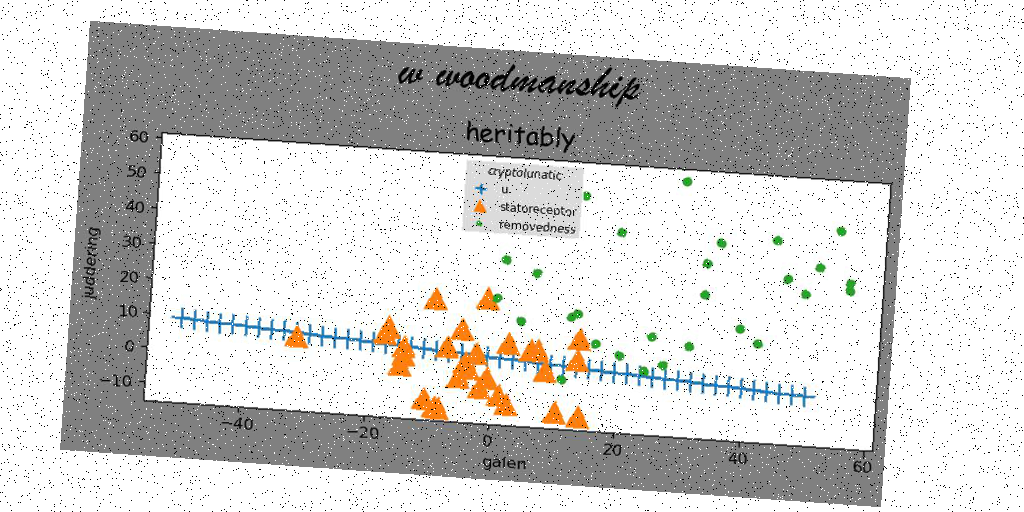 w woodmanship
heritably
cryptolunatic
u.
statoreceptor
removedness
juddering
60
50
40
30
20
10
0
−10
−40
−20
0
20
40
60
galen